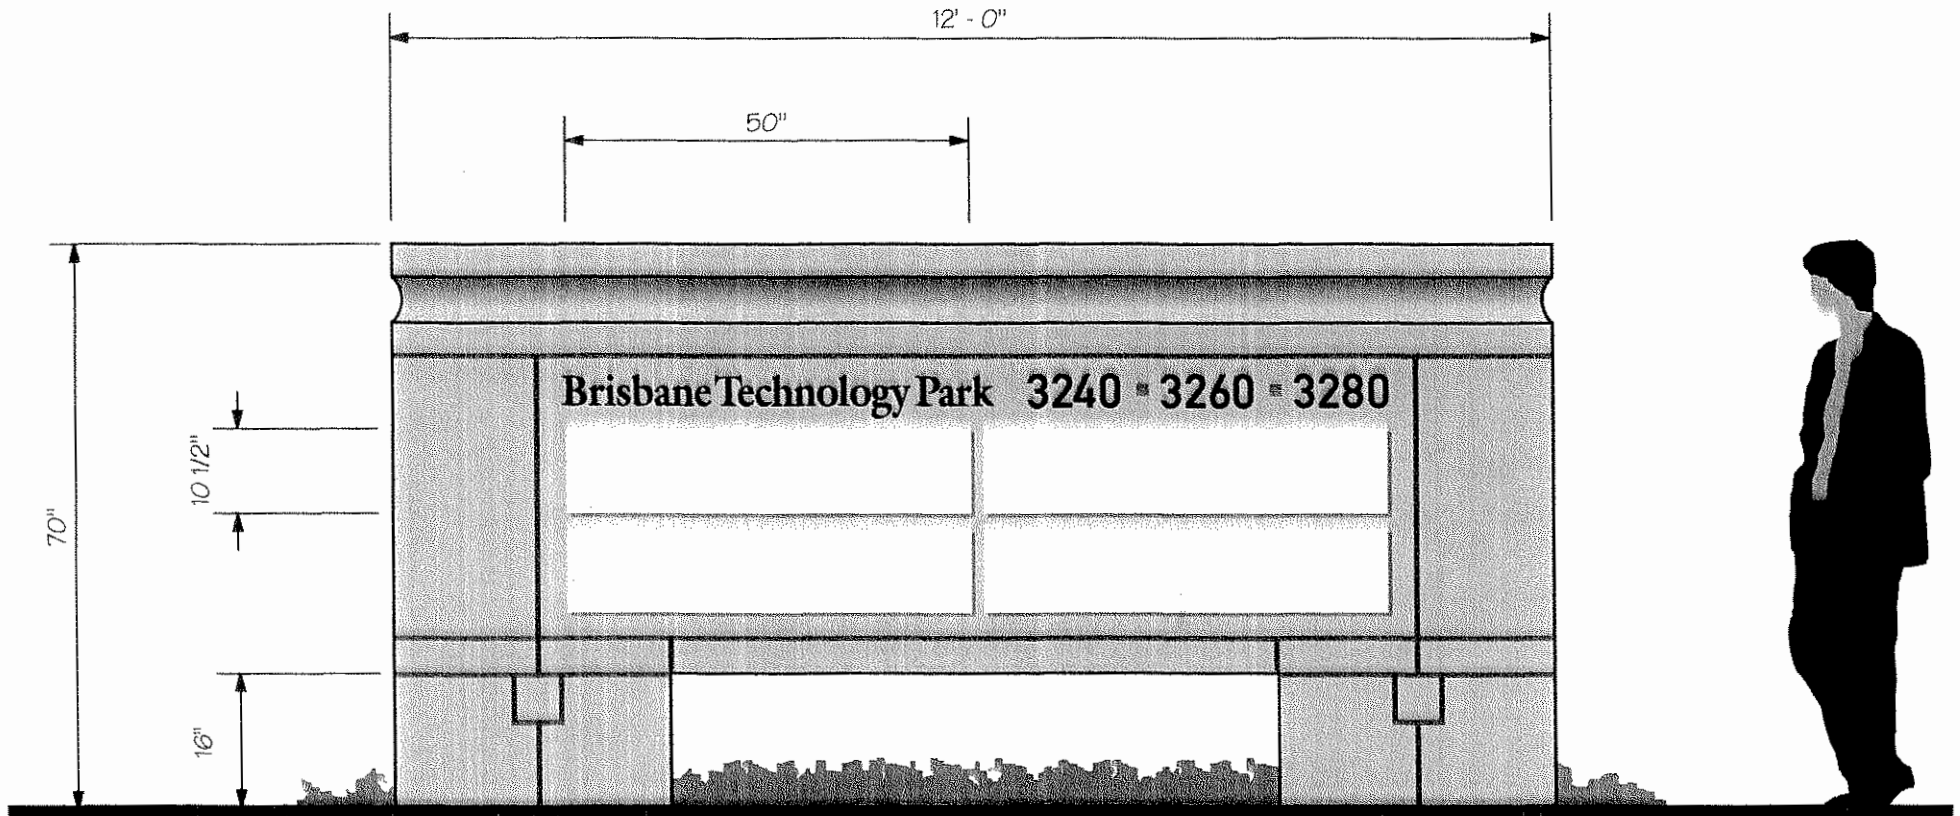 12' - 0"
50"
Brisbane Technology Park 3240 ▪ 3260 ▪ 3280
10 1/2"
70"
16"